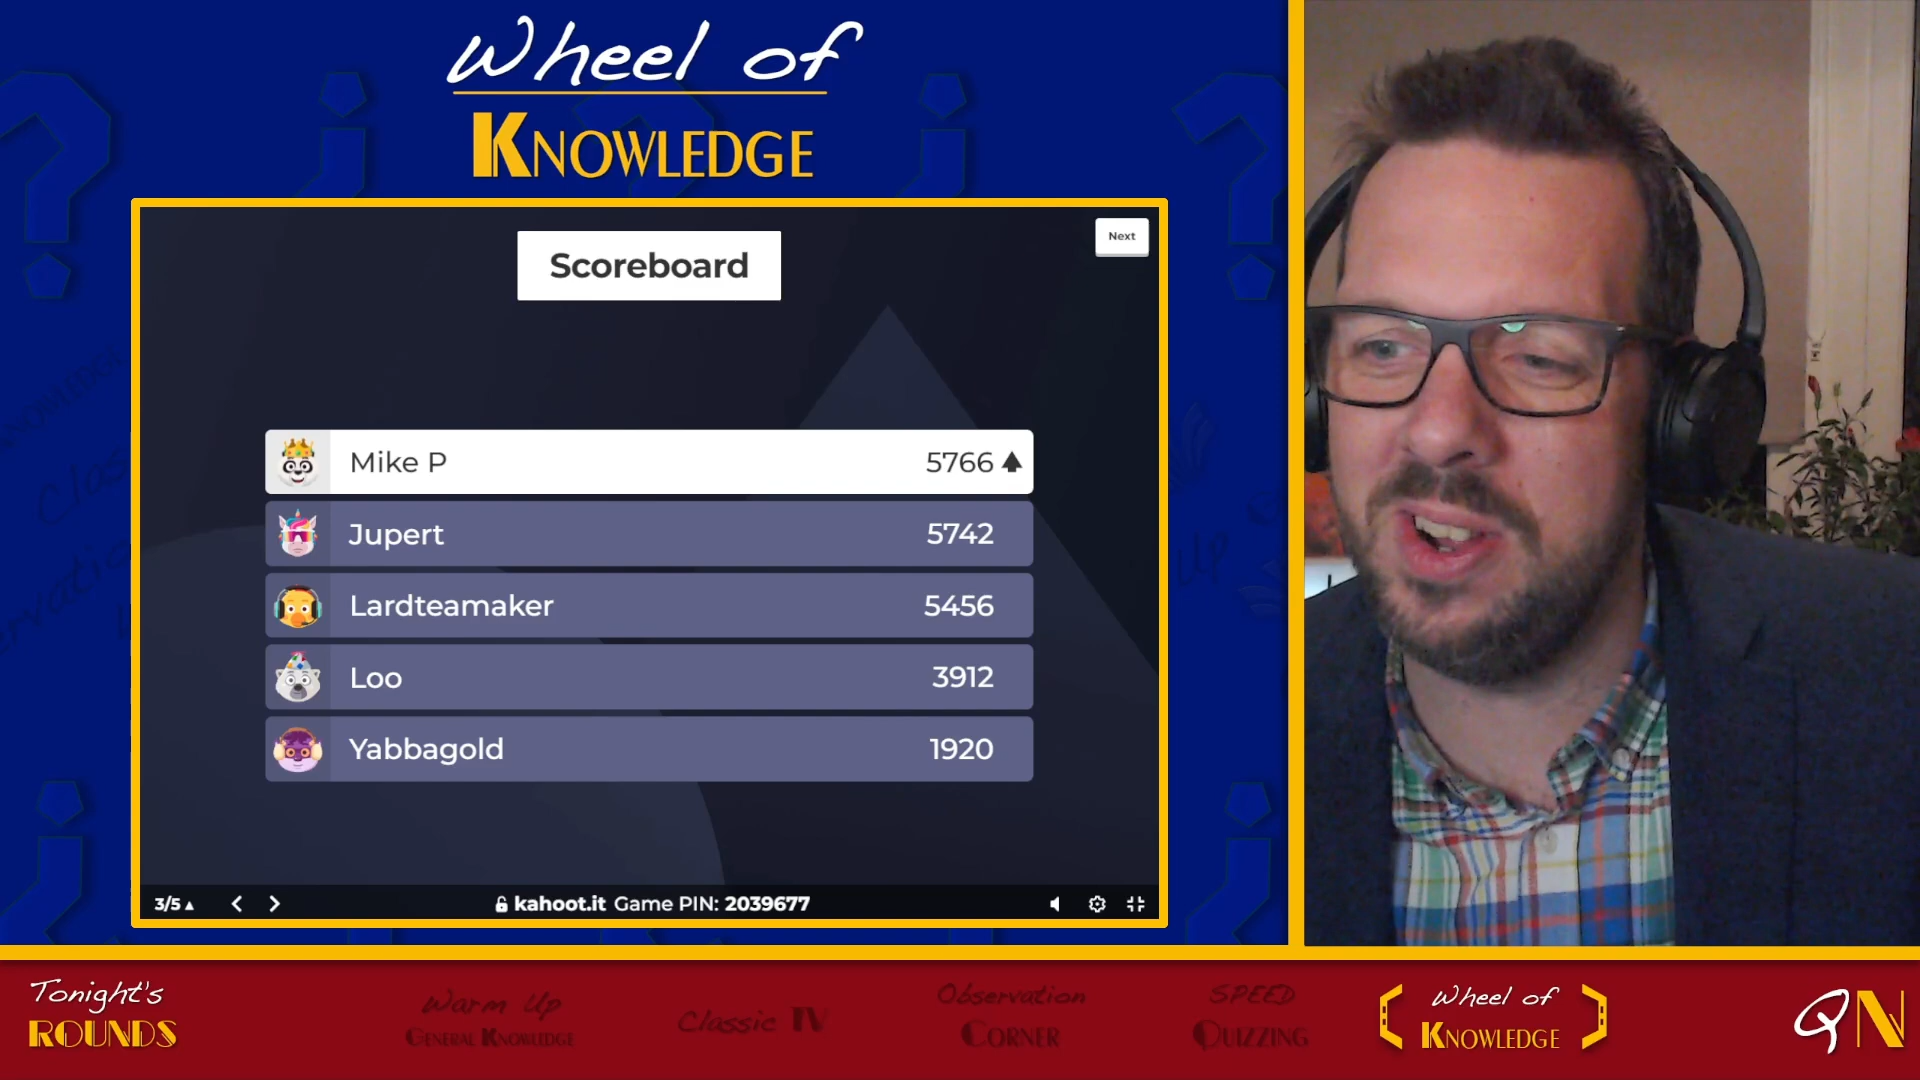 Wheel of
KNOWLEDGE
Scoreboard
Next
Mike P 5766
Jupert 5742
Lardteamaker 5456
Loo 3912
Yabbagold 1920
3/5
kahoot.it Game PIN: 2039677
Tonight's
ROUNDS
Warm Up
GENERAL KNOWLEDGE
Classic TV
Observation
CORNER
SPEED
QUIZZING
Wheel of
KNOWLEDGE
QN